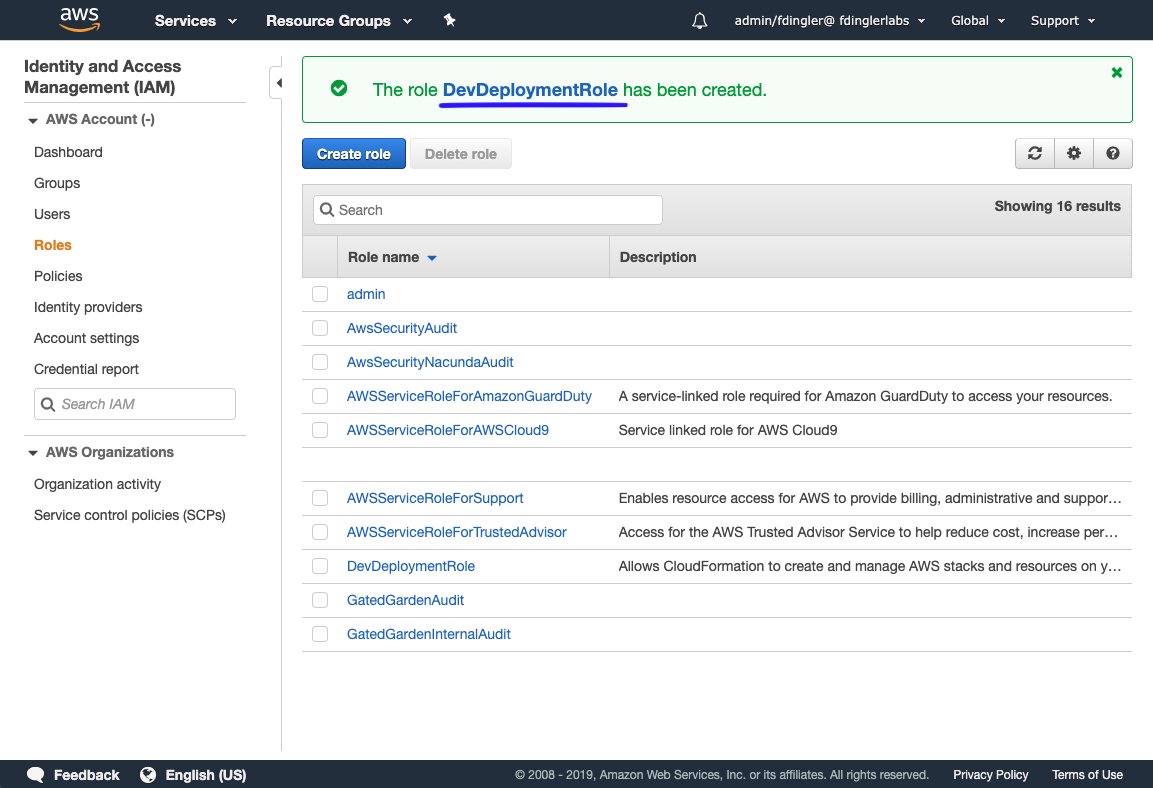 aws Services Resource Groups admin/fdingler@ fdinglerlabs Global Support
Identity and Access
Management (IAM)
AWS Account (-)
Dashboard
Groups
Users
Roles
Policies
Identity providers
Account settings
Credential report
Search IAM
AWS Organizations
Organization activity
Service control policies (SCPs)
The role DevDeploymentRole has been created.
Create role Delete role
Search Showing 16 results
Role name Description
admin
AwsSecurityAudit
AwsSecurityNacundaAudit
AWSServiceRoleForAmazonGuardDuty A service-linked role required for Amazon GuardDuty to access your resources.
AWSServiceRoleForAWSCloud9 Service linked role for AWS Cloud9
AWSServiceRoleForSupport Enables resource access for AWS to provide billing, administrative and suppor…
AWSServiceRoleForTrustedAdvisor Access for the AWS Trusted Advisor Service to help reduce cost, increase per…
DevDeploymentRole Allows CloudFormation to create and manage AWS stacks and resources on y…
GatedGardenAudit
GatedGardenInternalAudit
Feedback English (US) © 2008 - 2019, Amazon Web Services, Inc. or its affiliates. All rights reserved. Privacy Policy Terms of Use